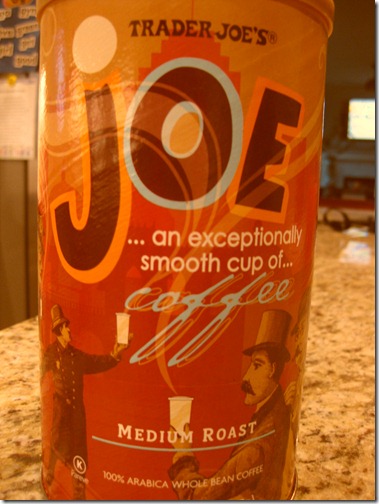 TRADER JOE'S®
JOE
... an exceptionally
smooth cup of...
coffee
MEDIUM ROAST
K
100% ARABICA WHOLE BEAN COFFEE